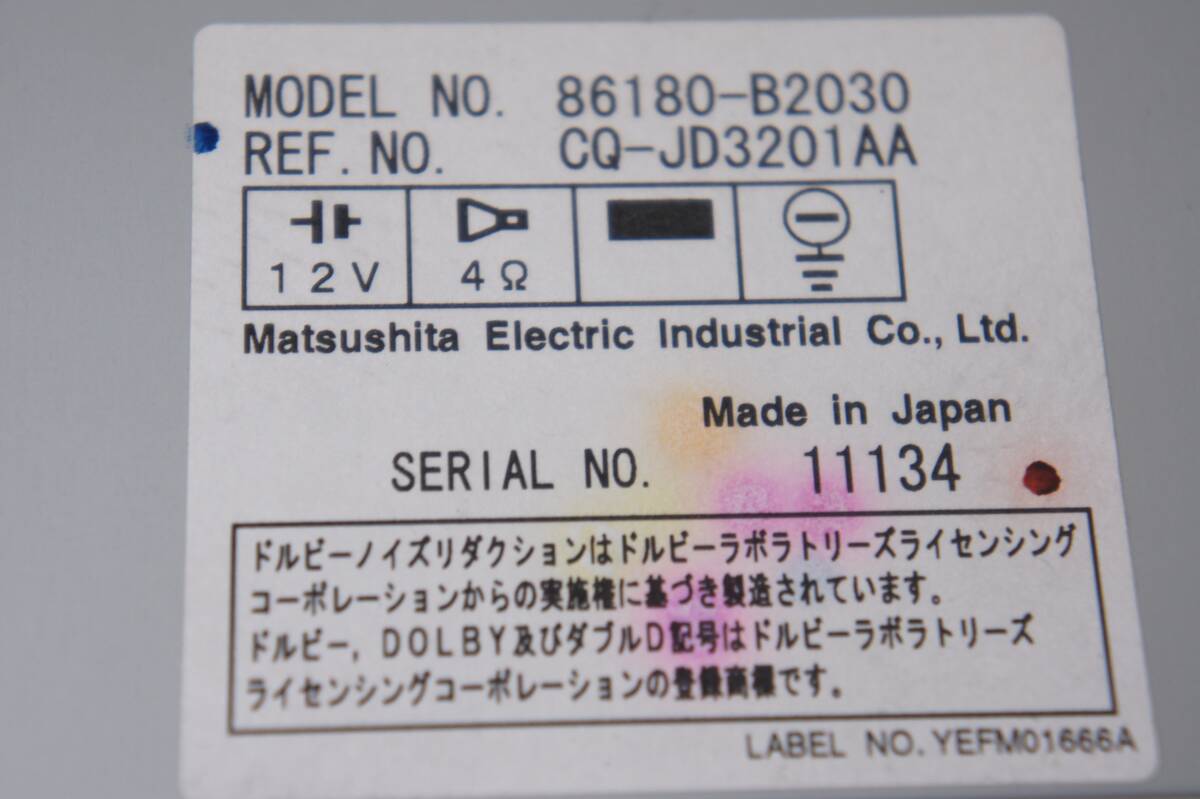 MODEL NO. 86180-B2030
REF. NO. CQ-JD3201AA
12V 4Ω
Matsushita Electric Industrial Co., Ltd.
Made in Japan
SERIAL NO. 11134
ドルビーノイズリダクションはドルビーラボラトリーズライセンシング
コーポレーションからの実施権に基づき製造されています。
ドルビー, DOLBY及びダブルD記号はドルビーラボラトリーズ
ライセンシングコーポレーションの登録商標です。
LABEL NO. YEFM01666A